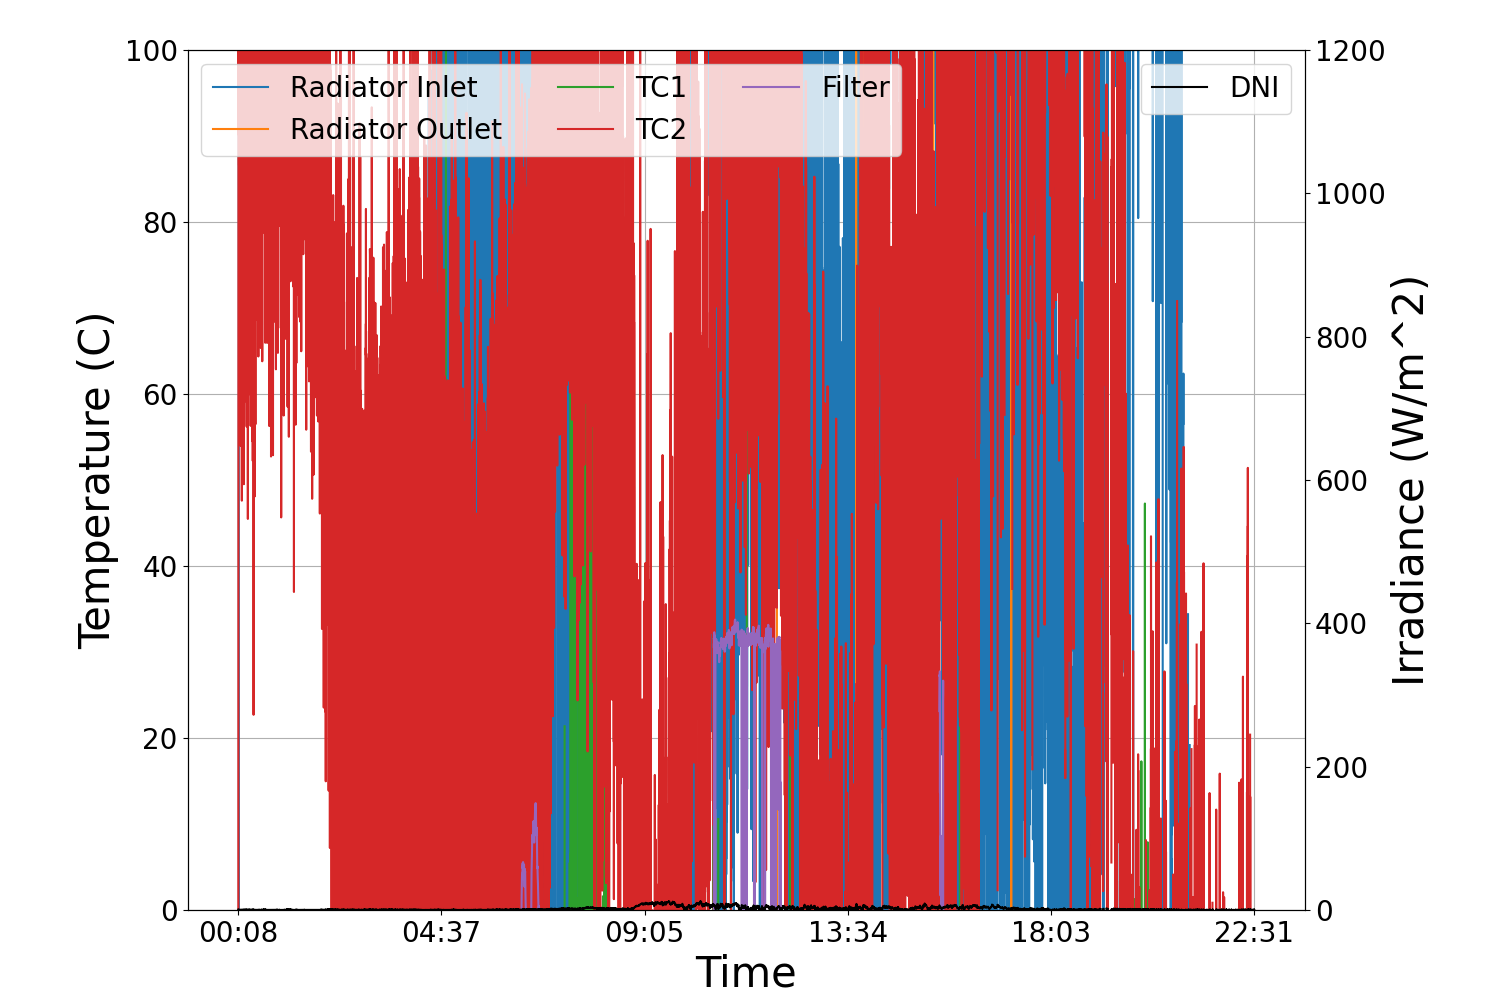 100
80
60
40
20
0
Temperature (C)
Radiator Inlet
Radiator Outlet
TC1
TC2
Filter
DNI
1200
1000
800
600
400
200
0
Irradiance (W/m^2)
00:08 04:37 09:05 13:34 18:03 22:31
Time